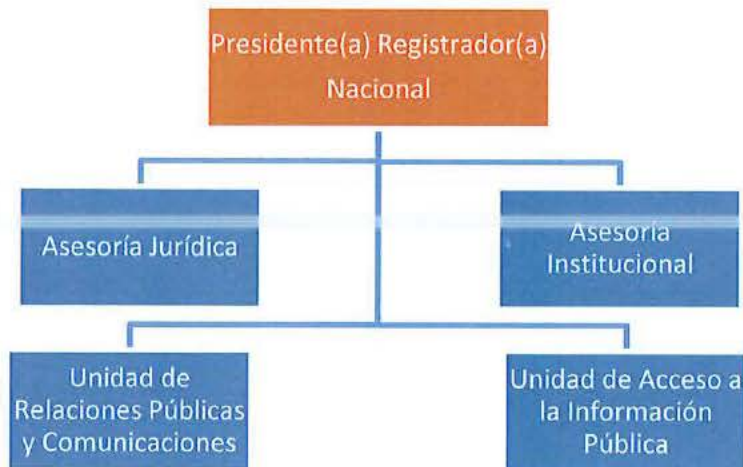 Presidente(a) Registrador(a)
Nacional
Asesoría Jurídica
Asesoría
Institucional
Unidad de
Relaciones Públicas
y Comunicaciones
Unidad de Acceso a
la Información
Pública